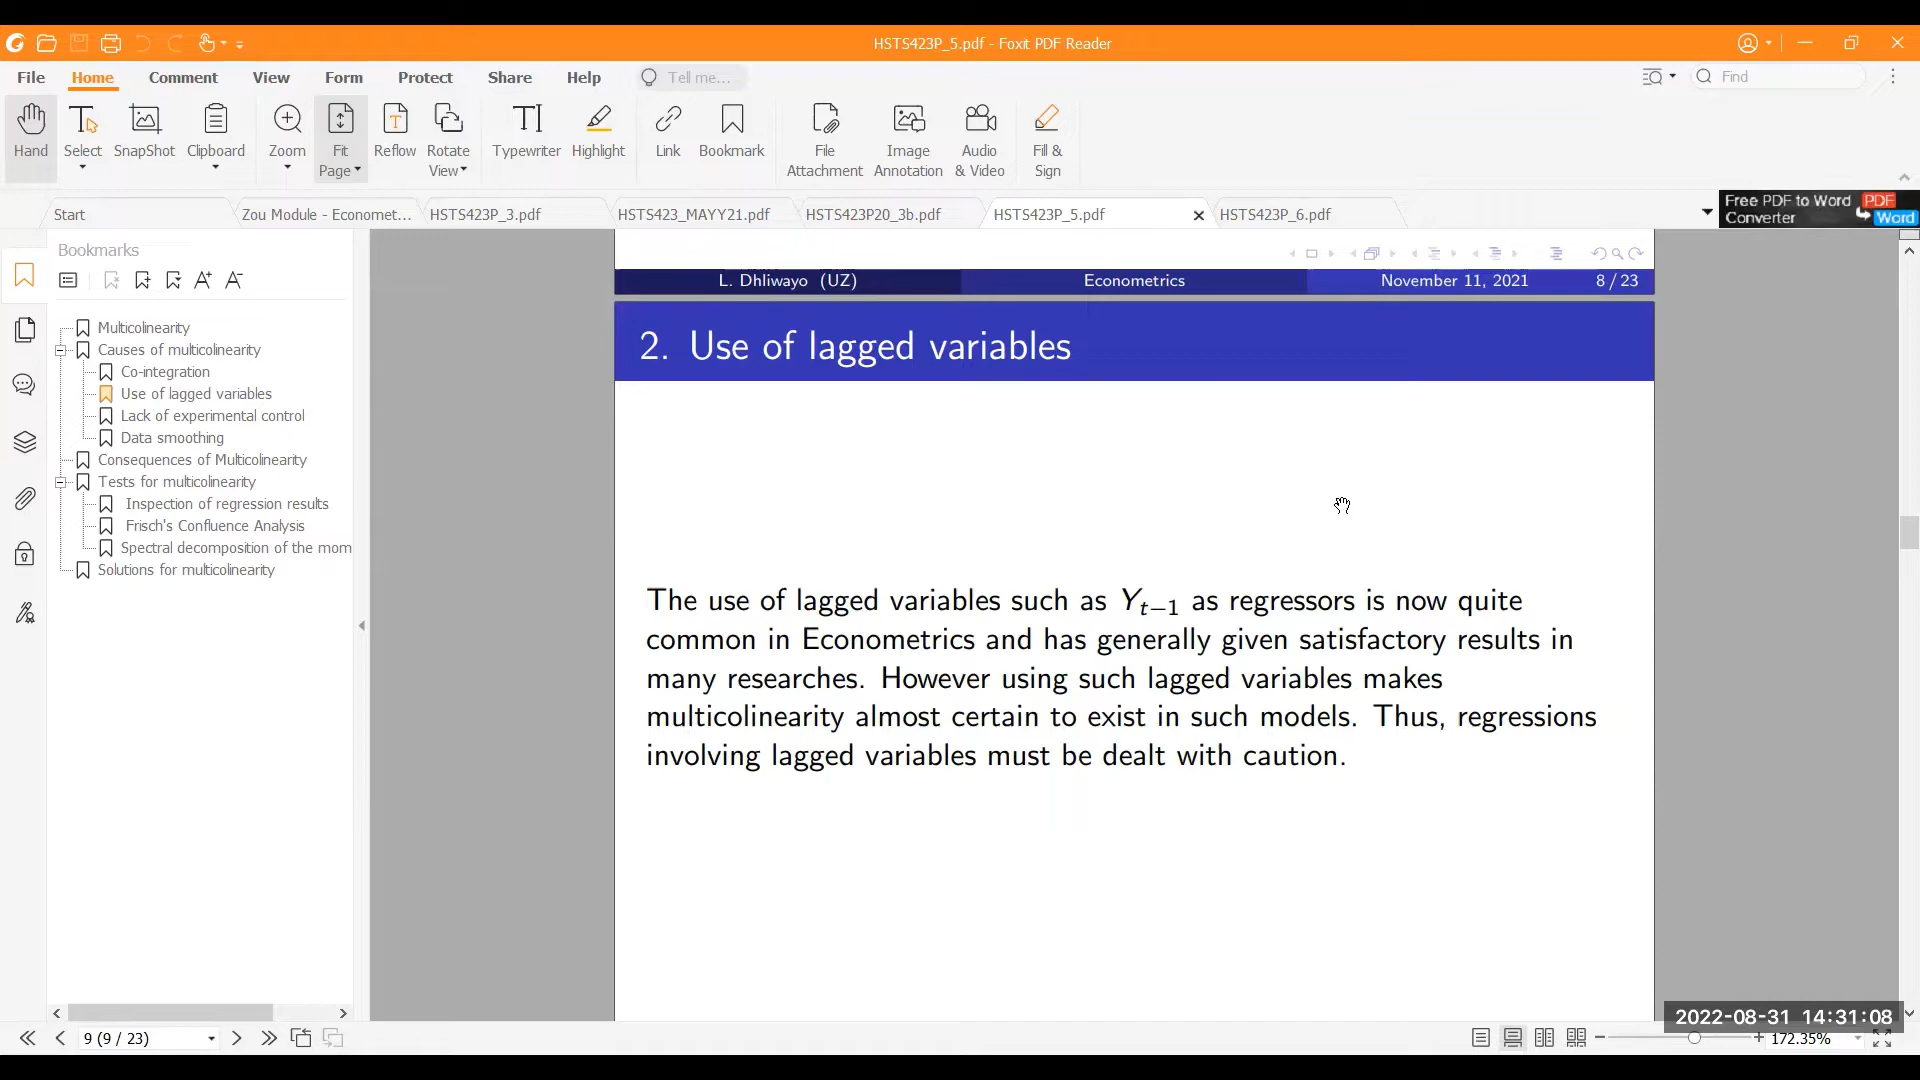 HSTS423P_5.pdf - Foxit PDF Reader
File Home Comment View Form Protect Share Help Tell me... Find
Hand Select SnapShot Clipboard Zoom Fit Page Reflow Rotate View Typewriter Highlight Link Bookmark File Attachment Image Annotation Audio & Video Fill & Sign
Start Zou Module - Economet... HSTS423P_3.pdf HSTS423_MAYY21.pdf HSTS423P20_3b.pdf HSTS423P_5.pdf HSTS423P_6.pdf
Free PDF to Word Converter PDF Word
Bookmarks
Multicolinearity
Causes of multicolinearity
Co-integration
Use of lagged variables
Lack of experimental control
Data smoothing
Consequences of Multicolinearity
Tests for multicolinearity
Inspection of regression results
Frisch's Confluence Analysis
Spectral decomposition of the mom
Solutions for multicolinearity
L. Dhliwayo (UZ) Econometrics November 11, 2021 8 / 23
2. Use of lagged variables
The use of lagged variables such as Y_{t−1} as regressors is now quite
common in Econometrics and has generally given satisfactory results in
many researches. However using such lagged variables makes
multicolinearity almost certain to exist in such models. Thus, regressions
involving lagged variables must be dealt with caution.
2022-08-31 14:31:08
9 (9 / 23) 172.35%